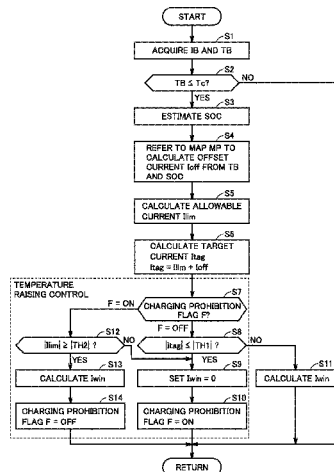 START
S1
ACQUIRE IB AND TB
S2
TB ≤ Tc?
NO
YES
S3
ESTIMATE SOC
S4
REFER TO MAP MP TO
CALCULATE OFFSET
CURRENT Ioff FROM TB
AND SOC
S5
CALCULATE ALLOWABLE
CURRENT Ilim
S6
CALCULATE TARGET
CURRENT Itag
Itag = Ilim + Ioff
TEMPERATURE
RAISING CONTROL
S7
F = ON
CHARGING PROHIBITION
FLAG F?
F = OFF
S12
|Ilim| ≥ |TH2| ?
NO
YES
S8
|Itag| ≤ |TH1| ?
NO
YES
S13
CALCULATE Iwin
S9
SET Iwin = 0
S11
CALCULATE Iwin
S14
CHARGING PROHIBITION
FLAG F = OFF
S10
CHARGING PROHIBITION
FLAG F = ON
RETURN